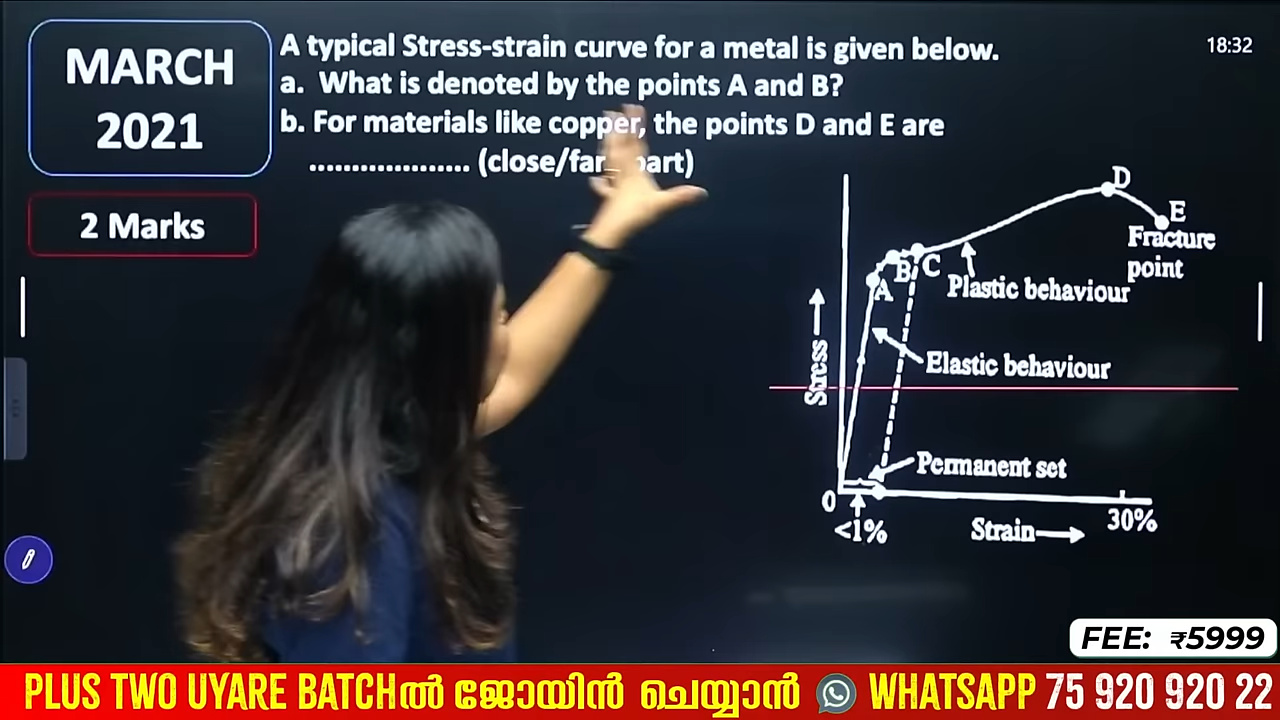 MARCH
2021
2 Marks
A typical Stress-strain curve for a metal is given below.
a. What is denoted by the points A and B?
b. For materials like copper, the points D and E are
................... (close/far part)
18:32
D
E
Fracture
point
B
C
A
Plastic behaviour
Elastic behaviour
Stress
Permanent set
0
<1%
Strain
30%
FEE: ₹5999
PLUS TWO UYARE BATCHൽ ജോയിൻ ചെയ്യാൻ WHATSAPP 75 920 920 22